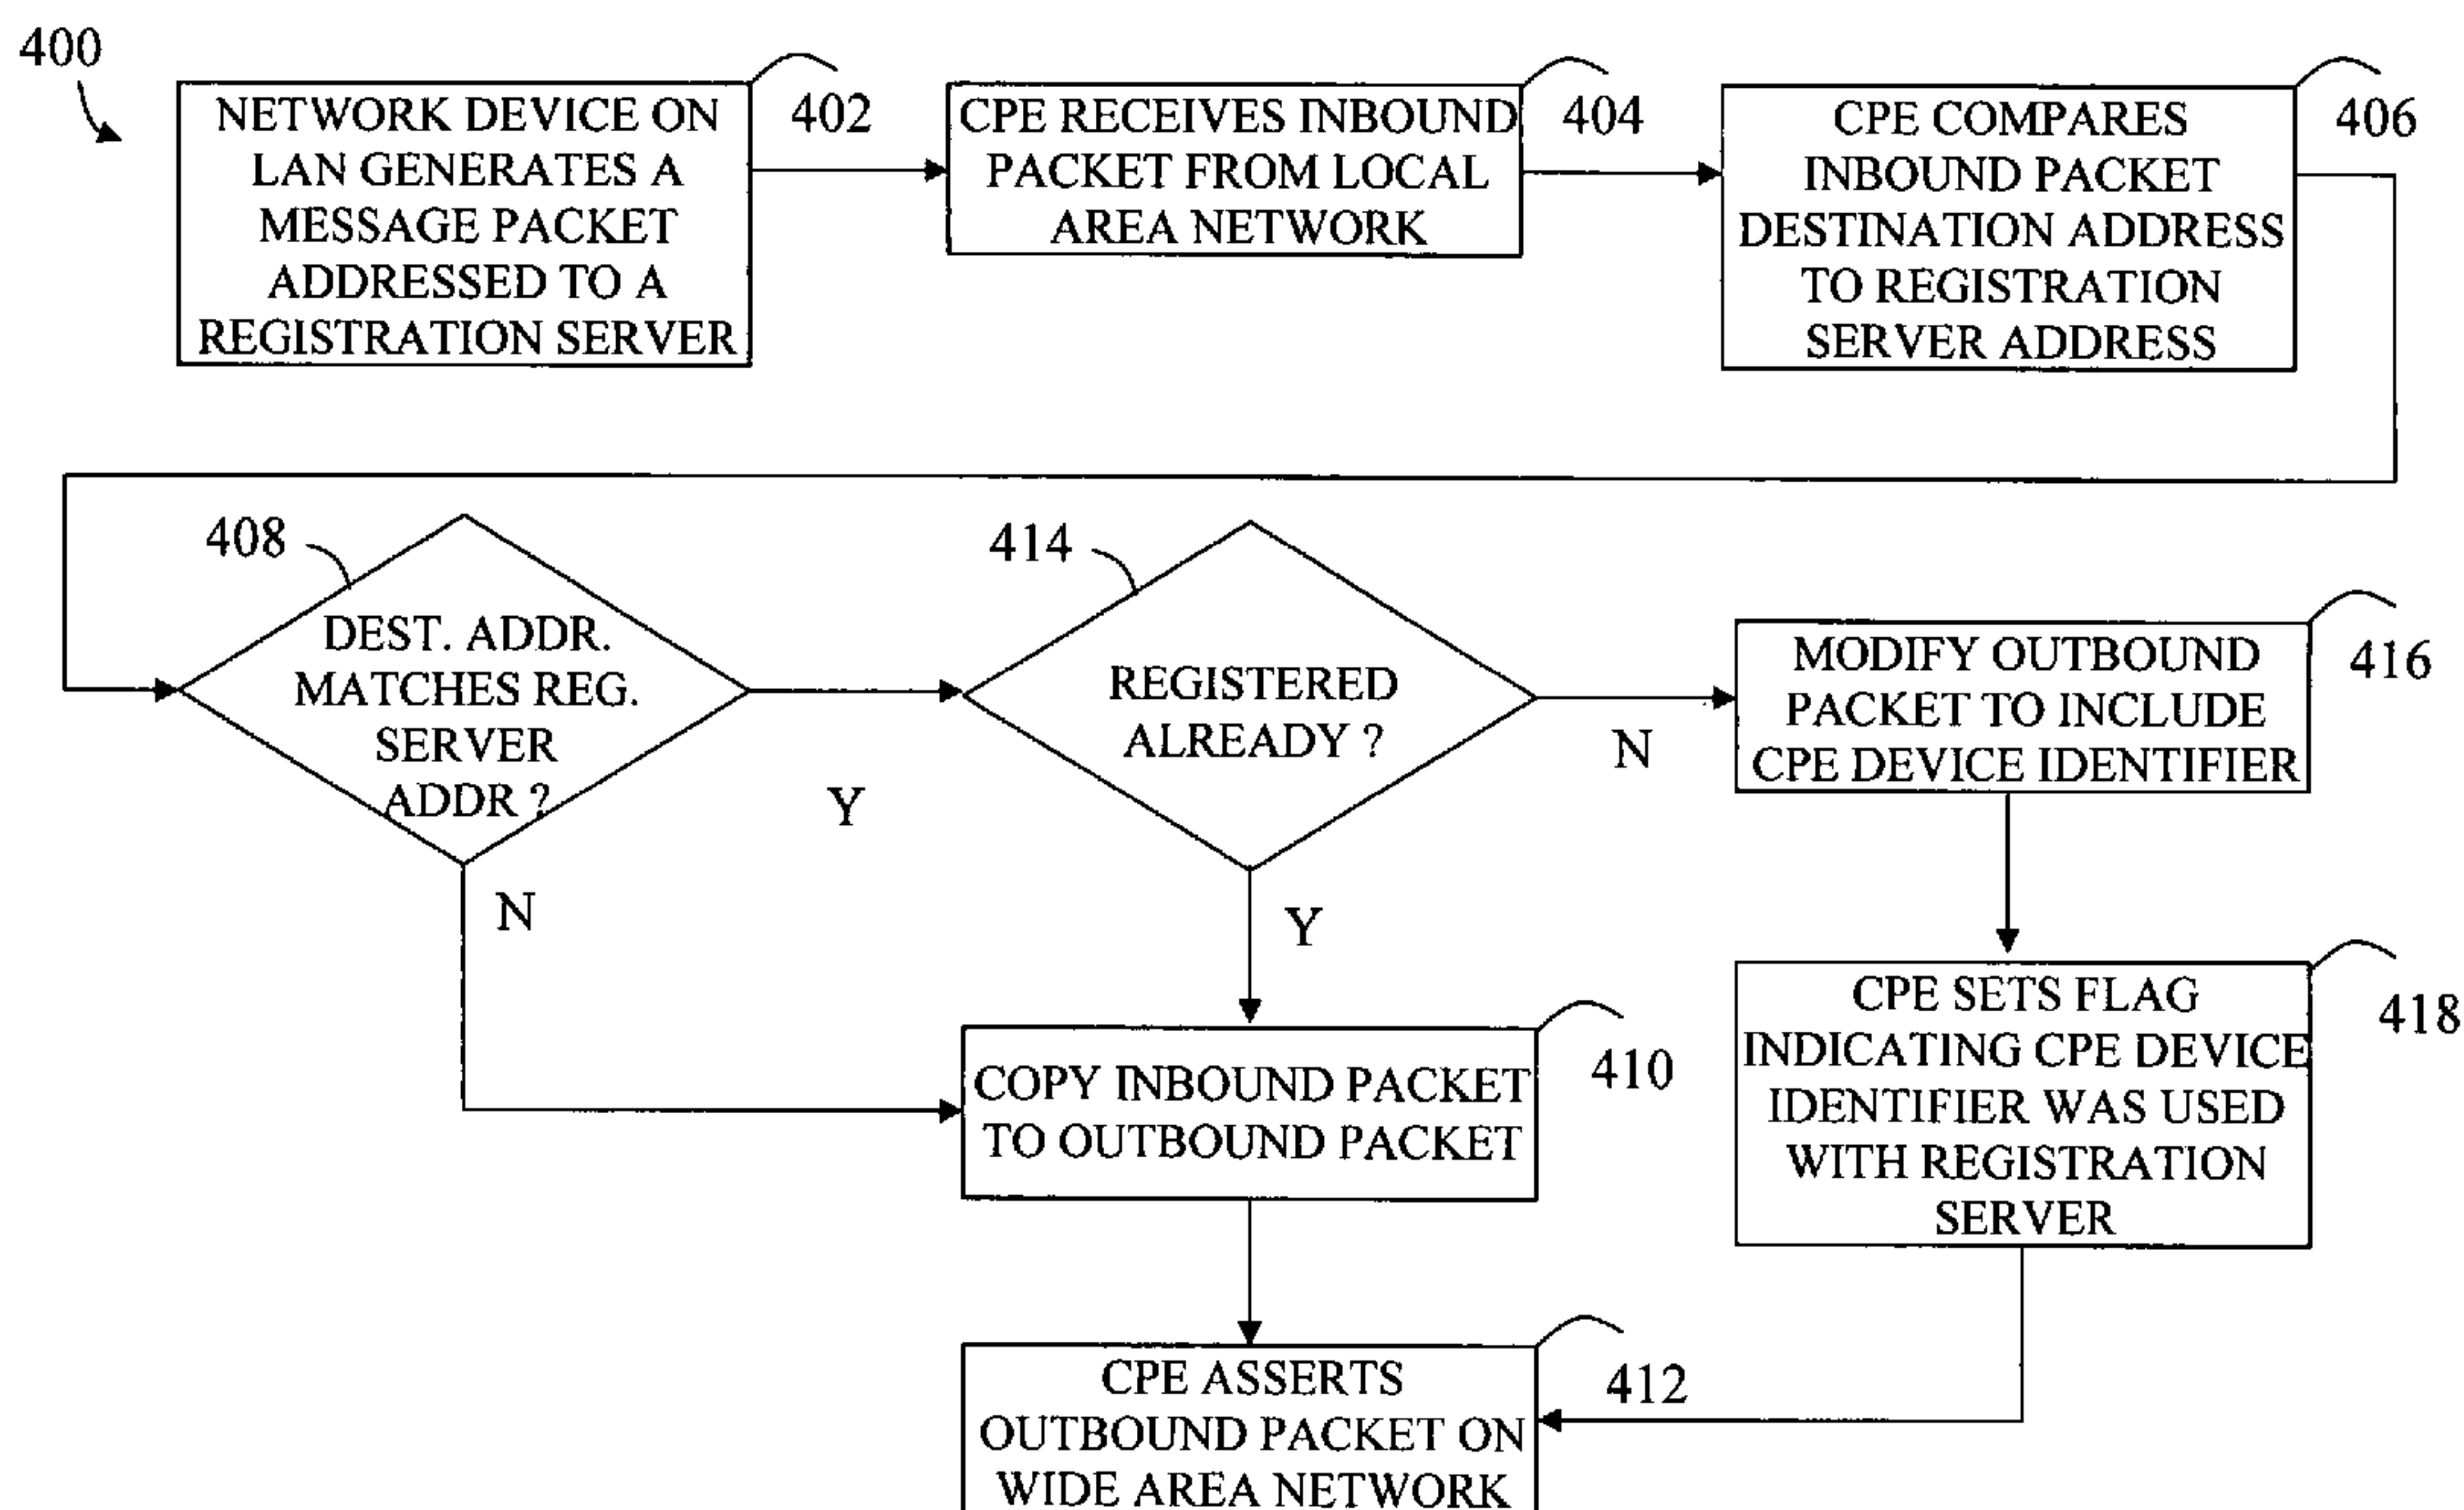 400
NETWORK DEVICE ON
LAN GENERATES A
MESSAGE PACKET
ADDRESSED TO A
REGISTRATION SERVER
402
CPE RECEIVES INBOUND
PACKET FROM LOCAL
AREA NETWORK
404
CPE COMPARES
INBOUND PACKET
DESTINATION ADDRESS
TO REGISTRATION
SERVER ADDRESS
406
408
DEST. ADDR.
MATCHES REG.
SERVER
ADDR ?
Y
N
414
REGISTERED
ALREADY ?
N
Y
MODIFY OUTBOUND
PACKET TO INCLUDE
CPE DEVICE IDENTIFIER
416
CPE SETS FLAG
INDICATING CPE DEVICE
IDENTIFIER WAS USED
WITH REGISTRATION
SERVER
418
COPY INBOUND PACKET
TO OUTBOUND PACKET
410
CPE ASSERTS
OUTBOUND PACKET ON
WIDE AREA NETWORK
412